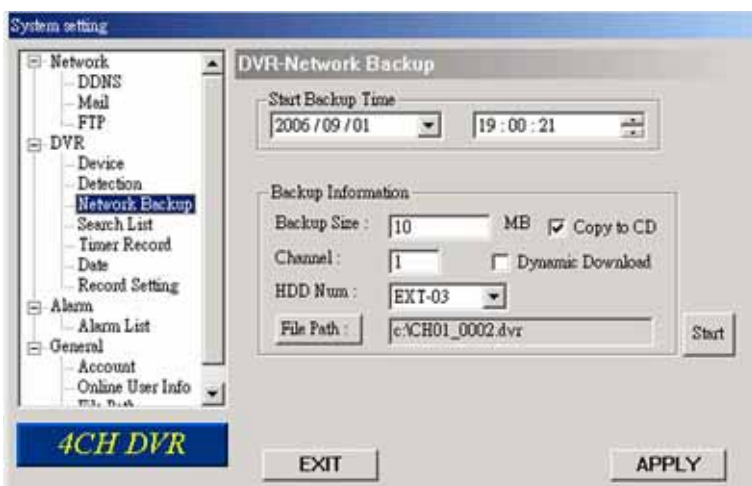 System setting
Network
DDNS
Mail
FTP
DVR
Device
Detection
Network Backup
Search List
Timer Record
Date
Record Setting
Alarm
Alarm List
General
Account
Online User Info
File Path
4CH DVR
DVR-Network Backup
Start Backup Time
2006 / 09 / 01 19 : 00 : 21
Backup Information
Backup Size : 10 MB Copy to CD
Channel : 1 Dynamic Download
HDD Num : EXT-03
File Path : c:\CH01_0002.dvr
Start
EXIT APPLY